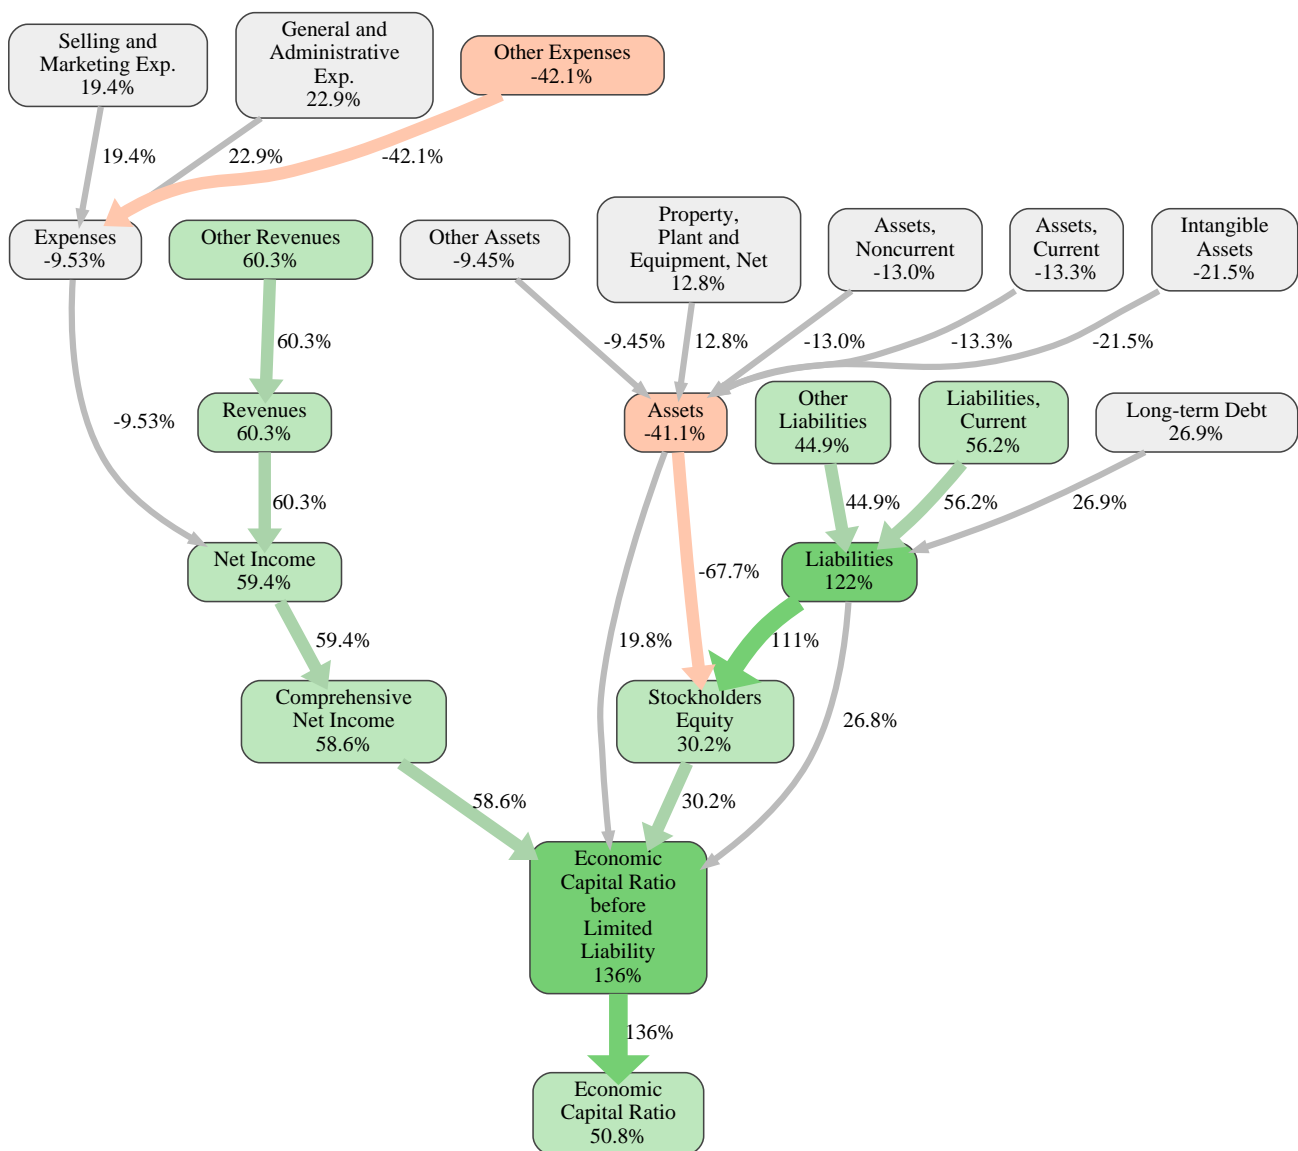 Selling and
Marketing Exp.
19.4%
General and
Administrative
Exp.
22.9%
Other Expenses
-42.1%
19.4%
22.9%
-42.1%
Expenses
-9.53%
Other Revenues
60.3%
Other Assets
-9.45%
Property,
Plant and
Equipment, Net
12.8%
Assets,
Noncurrent
-13.0%
Assets,
Current
-13.3%
Intangible
Assets
-21.5%
60.3%
-9.45%
12.8%
-13.0%
-13.3%
-21.5%
-9.53%
Revenues
60.3%
Assets
-41.1%
Other
Liabilities
44.9%
Liabilities,
Current
56.2%
Long-term Debt
26.9%
60.3%
44.9%
56.2%
26.9%
Net Income
59.4%
-67.7%
Liabilities
122%
59.4%
19.8%
111%
Comprehensive
Net Income
58.6%
Stockholders
Equity
30.2%
26.8%
58.6%
30.2%
Economic
Capital Ratio
before
Limited
Liability
136%
136%
Economic
Capital Ratio
50.8%